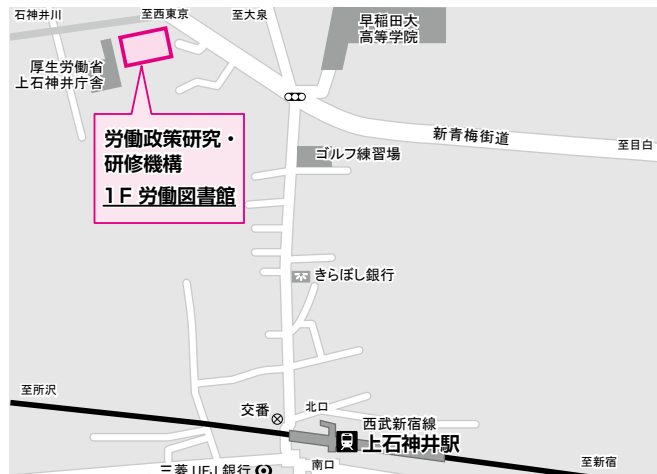 石神井川
至西東京
至大泉
早稲田大
高等学院
厚生労働省
上石神井庁舎
労働政策研究・
研修機構
1F 労働図書館
新青梅街道
至目白
ゴルフ練習場
きらぼし銀行
至所沢
交番
北口
西武新宿線
上石神井駅
南口
至新宿
三菱UFJ銀行